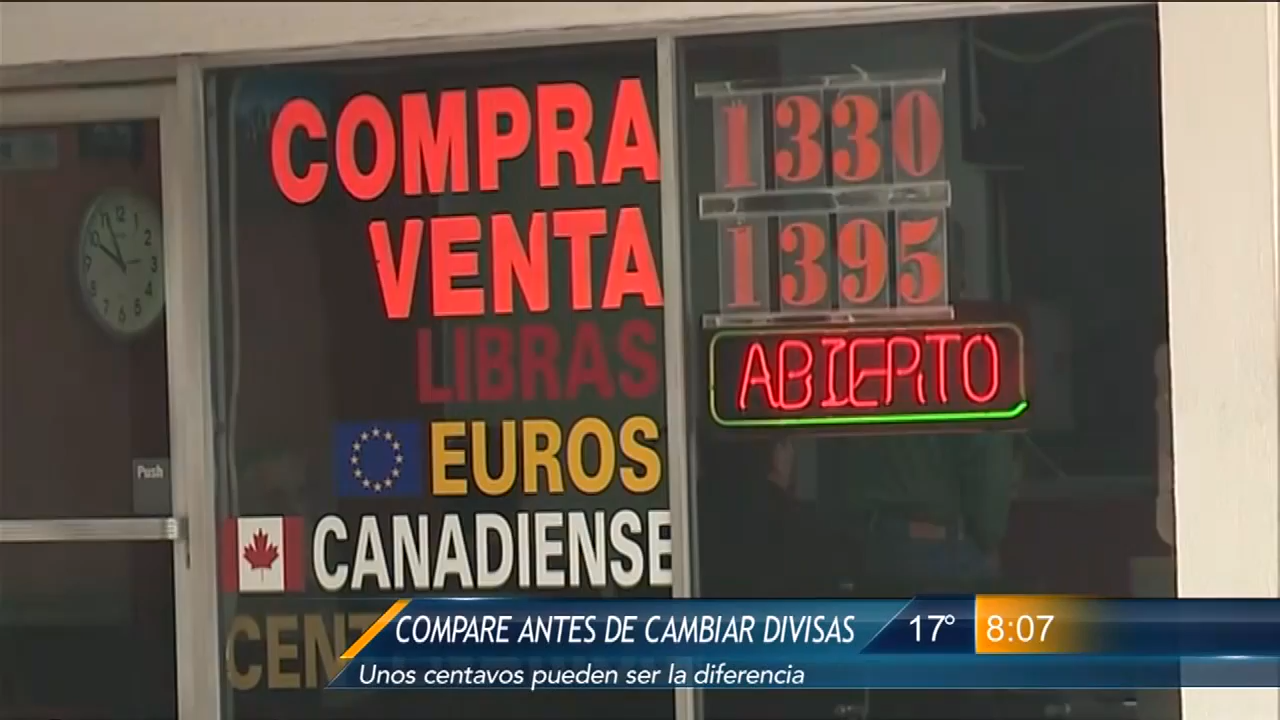 COMPRA 1330
VENTA 1395
LIBRAS
ABIERTO
EUROS
CANADIENSE
Push
CEN
COMPARE ANTES DE CAMBIAR DIVISAS 17° 8:07
Unos centavos pueden ser la diferencia